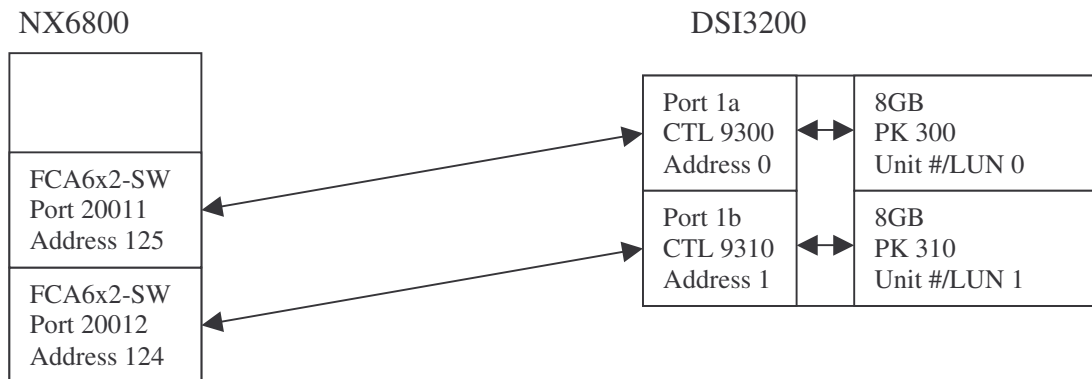 NX6800
DSI3200
FCA6x2-SW
Port 20011
Address 125
FCA6x2-SW
Port 20012
Address 124
Port 1a
CTL 9300
Address 0
Port 1b
CTL 9310
Address 1
8GB
PK 300
Unit #/LUN 0
8GB
PK 310
Unit #/LUN 1